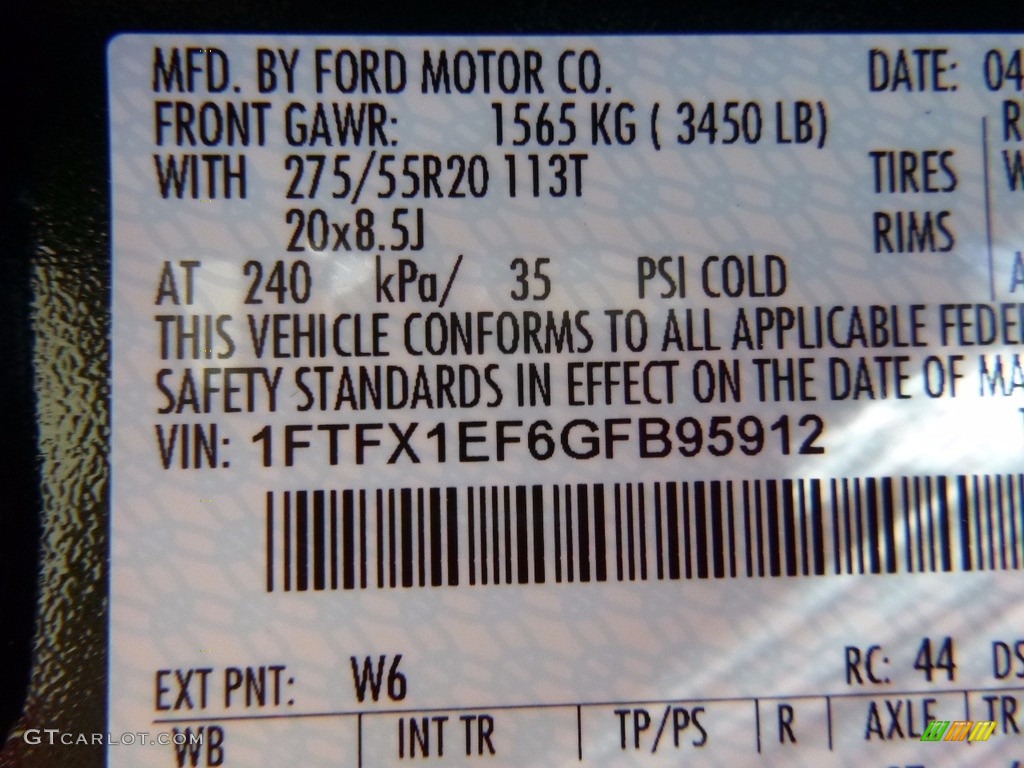 MFD. BY FORD MOTOR CO. DATE: 04
FRONT GAWR: 1565 KG ( 3450 LB) R
WITH 275/55R20 113T TIRES W
20x8.5J RIMS
AT 240 kPa/ 35 PSI COLD A
THIS VEHICLE CONFORMS TO ALL APPLICABLE FEDE
SAFETY STANDARDS IN EFFECT ON THE DATE OF MA
VIN: 1FTFX1EF6GFB95912
EXT PNT: W6 RC: 44 DS
WB INT TR TP/PS R AXLE TR
GTCARLOT.COM